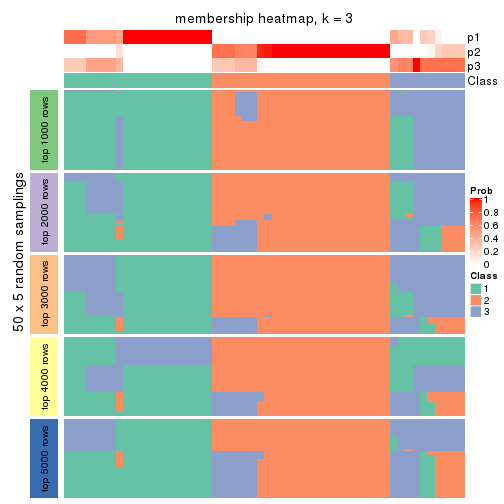 membership heatmap, k = 3
p1
p2
p3
Class
50 x 5 random samplings
top 1000 rows
top 2000 rows
top 3000 rows
top 4000 rows
top 5000 rows
Prob
1
0.8
0.6
0.4
0.2
0
Class
1
2
3